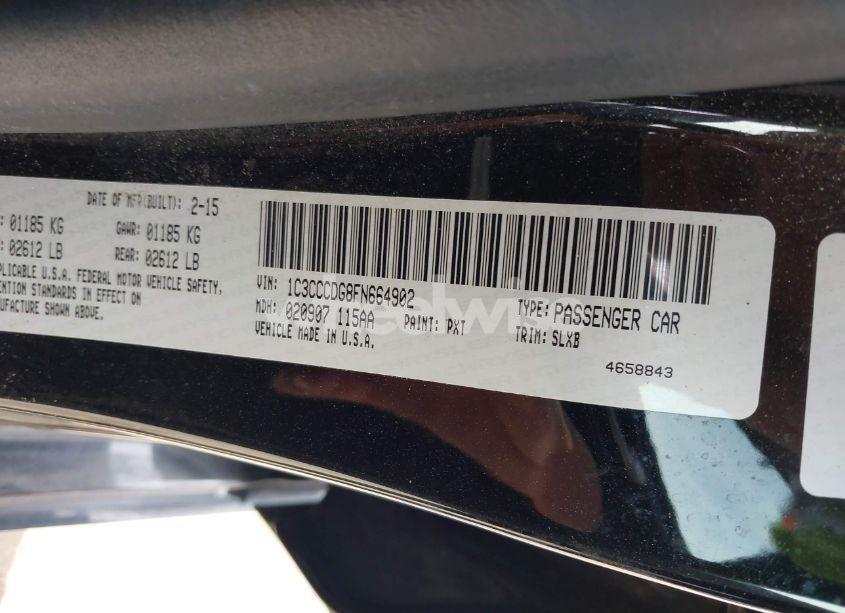 DATE OF MFR(BUILT): 2-15
: 01185 KG GAWR: 01185 KG
: 02612 LB REAR: 02612 LB
PLICABLE U.S.A. FEDERAL MOTOR VEHICLE SAFETY,
ENTION STANDARDS IN EFFECT ON
UFACTURE SHOWN ABOVE.
VIN: 1C3CCCDG8FN664902 TYPE: PASSENGER CAR
MDH: 020907 115AA PAINT: PXT TRIM: SLXB
VEHICLE MADE IN U.S.A.
4658843